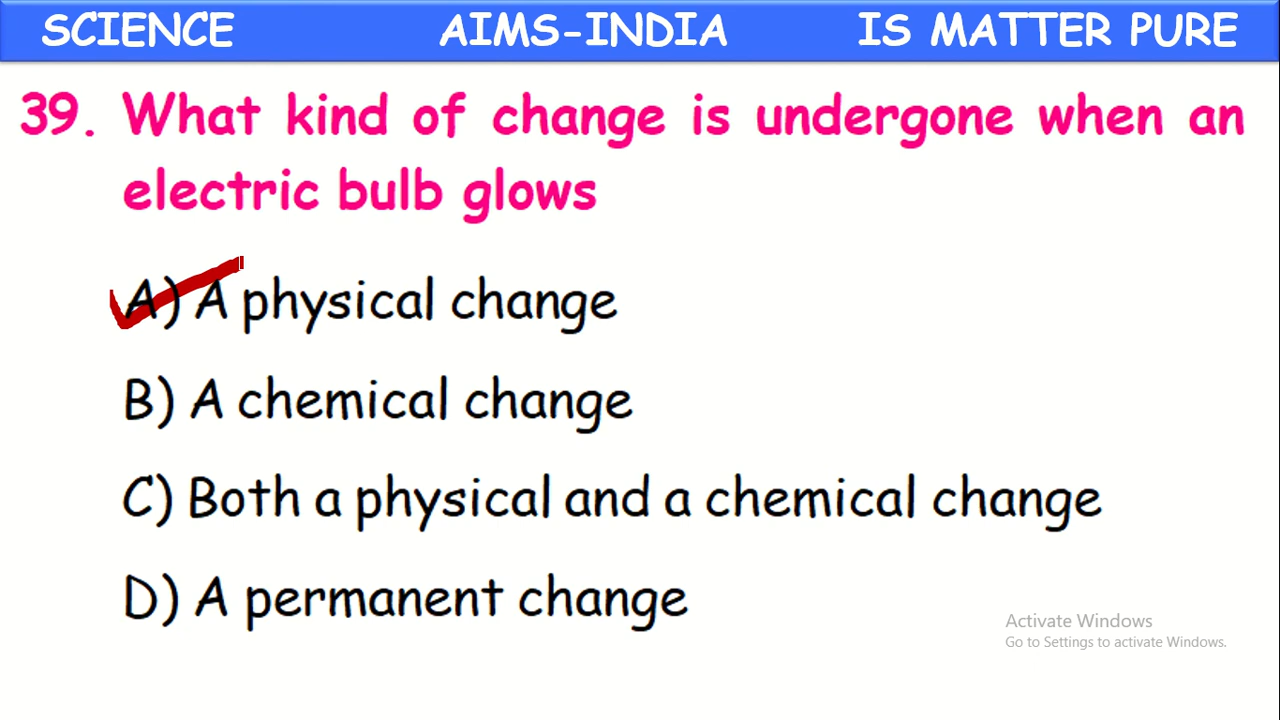 SCIENCE AIMS-INDIA IS MATTER PURE
39. What kind of change is undergone when an
electric bulb glows
A) A physical change
B) A chemical change
C) Both a physical and a chemical change
D) A permanent change
Activate Windows
Go to Settings to activate Windows.